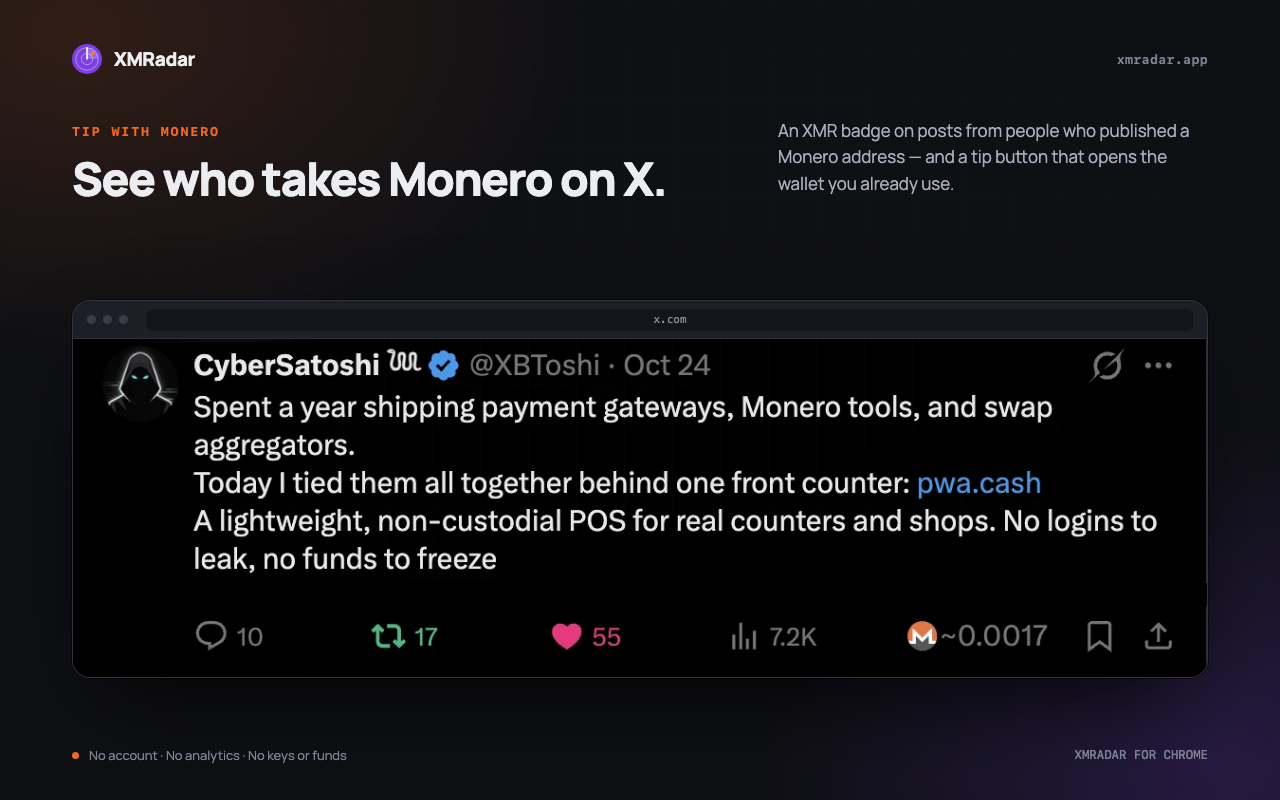 XMRadar
xmradar.app
TIP WITH MONERO
See who takes Monero on X.
An XMR badge on posts from people who published a
Monero address — and a tip button that opens the
wallet you already use.
x.com
CyberSatoshi @XBToshi · Oct 24
Spent a year shipping payment gateways, Monero tools, and swap
aggregators.
Today I tied them all together behind one front counter: pwa.cash
A lightweight, non-custodial POS for real counters and shops. No logins to
leak, no funds to freeze
10 17 55 7.2K ~0.0017
No account · No analytics · No keys or funds
XMRADAR FOR CHROME